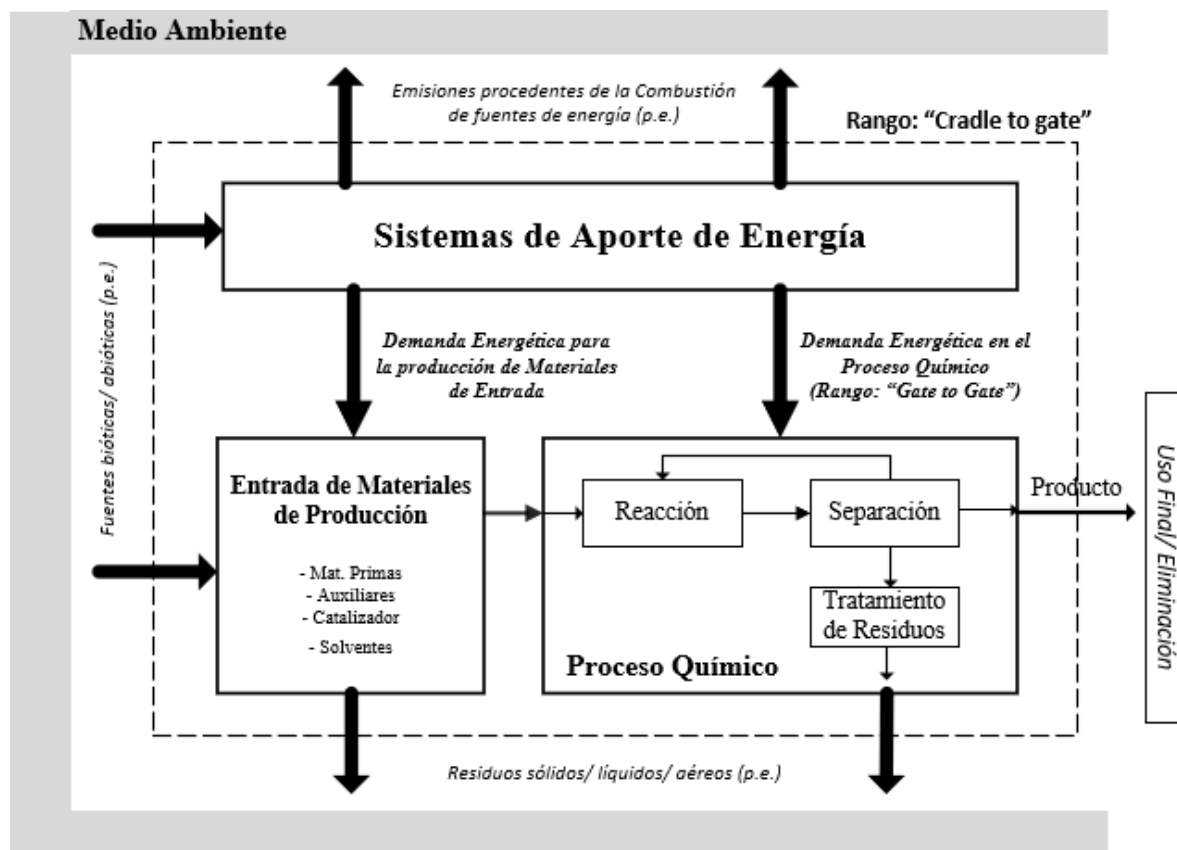 Medio Ambiente
Emisiones procedentes de la Combustión
de fuentes de energía (p.e.)
Rango: “Cradle to gate”
Sistemas de Aporte de Energía
Fuentes bióticas/ abióticas (p.e.)
Demanda Energética para
la producción de Materiales
de Entrada
Demanda Energética en el
Proceso Químico
(Rango: “Gate to Gate”)
Entrada de Materiales
de Producción
- Mat. Primas
- Auxiliares
- Catalizador
- Solventes
Reacción
Separación
Tratamiento
de Residuos
Proceso Químico
Producto
Uso Final/ Eliminación
Residuos sólidos/ líquidos/ aéreos (p.e.)